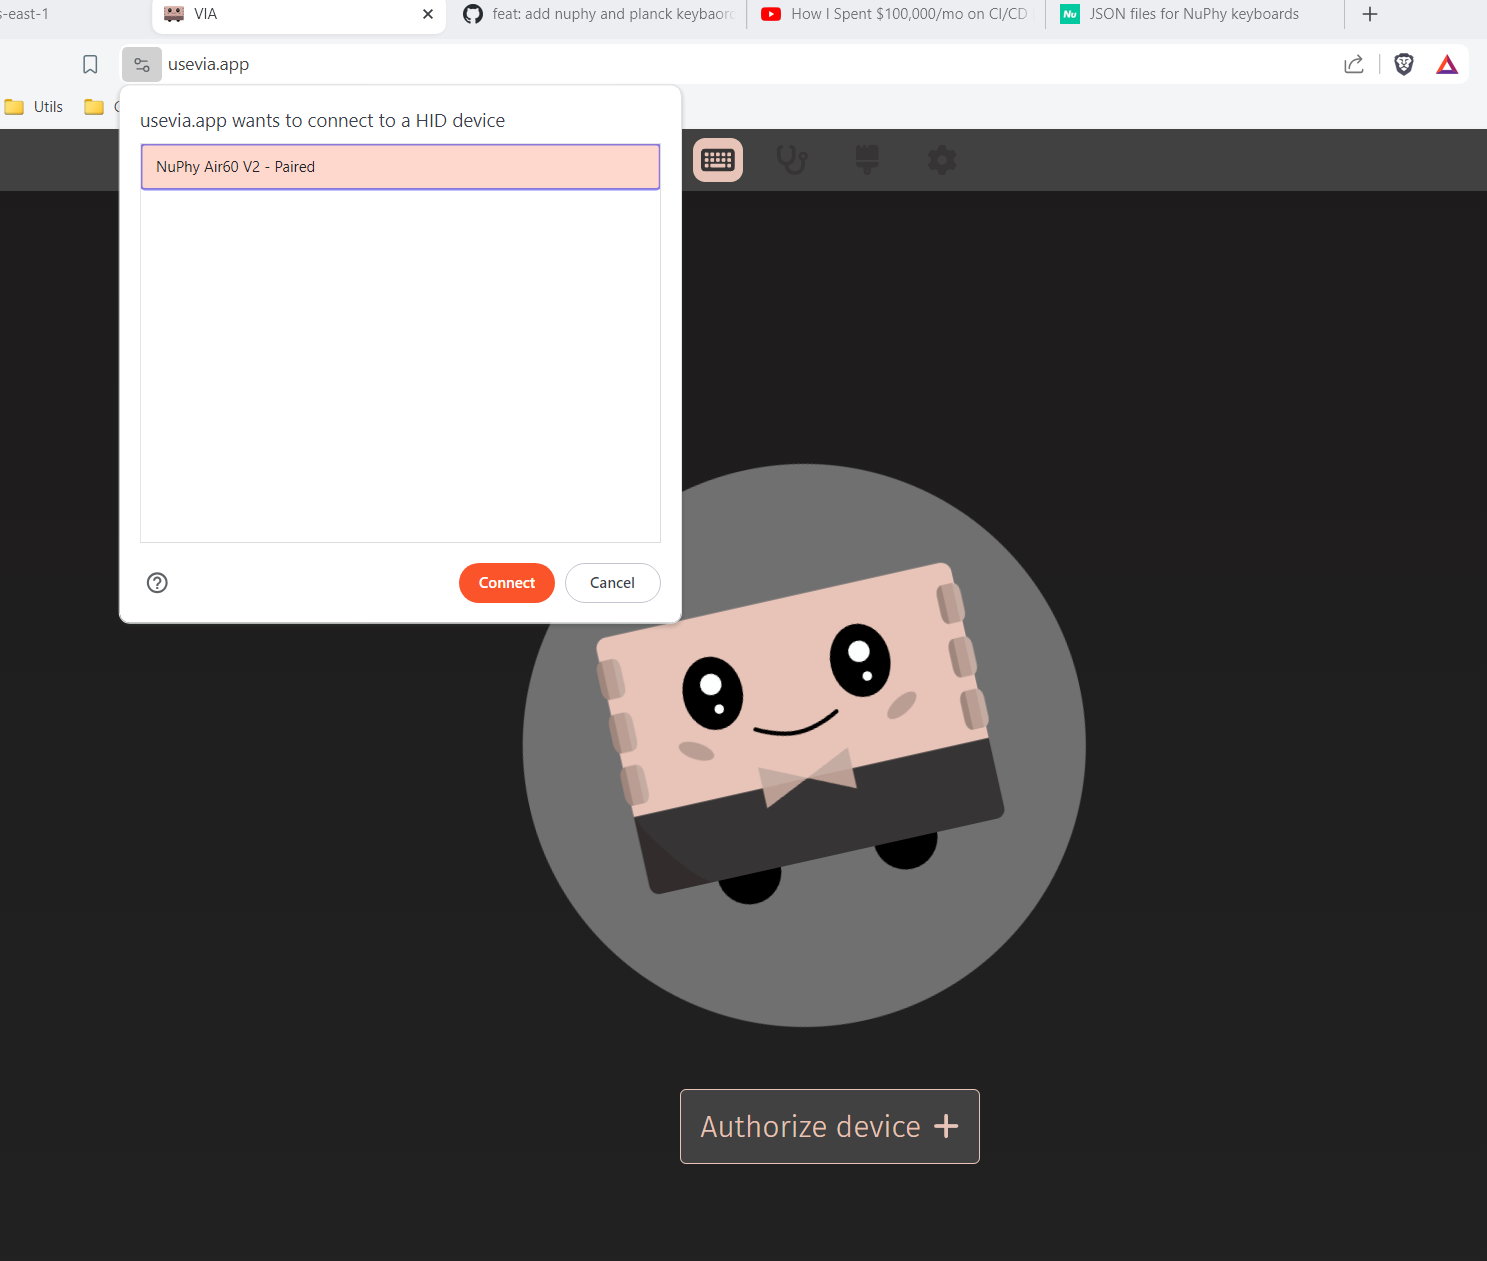 s-east-1
VIA
feat: add nuphy and planck keybaord
How I Spent $100,000/mo on CI/CD
Nu JSON files for NuPhy keyboards
usevia.app
Utils
usevia.app wants to connect to a HID device
NuPhy Air60 V2 - Paired
Connect
Cancel
Authorize device +